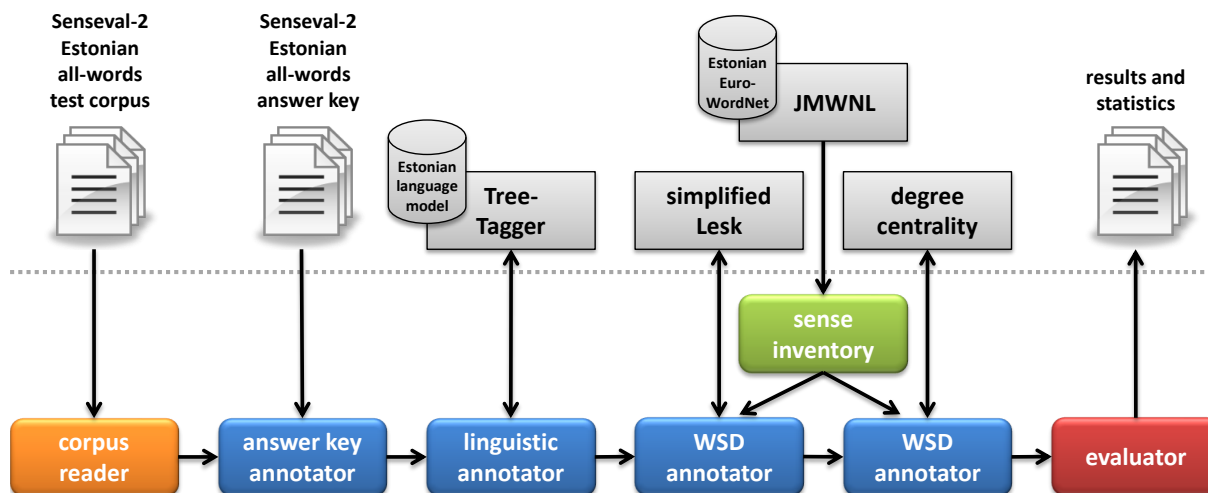 Senseval-2
Estonian
all-words
test corpus
Senseval-2
Estonian
all-words
answer key
Estonian
language
model
Tree-
Tagger
Estonian
Euro-
WordNet
JMWNL
simplified
Lesk
degree
centrality
results and
statistics
sense
inventory
corpus
reader
answer key
annotator
linguistic
annotator
WSD
annotator
WSD
annotator
evaluator